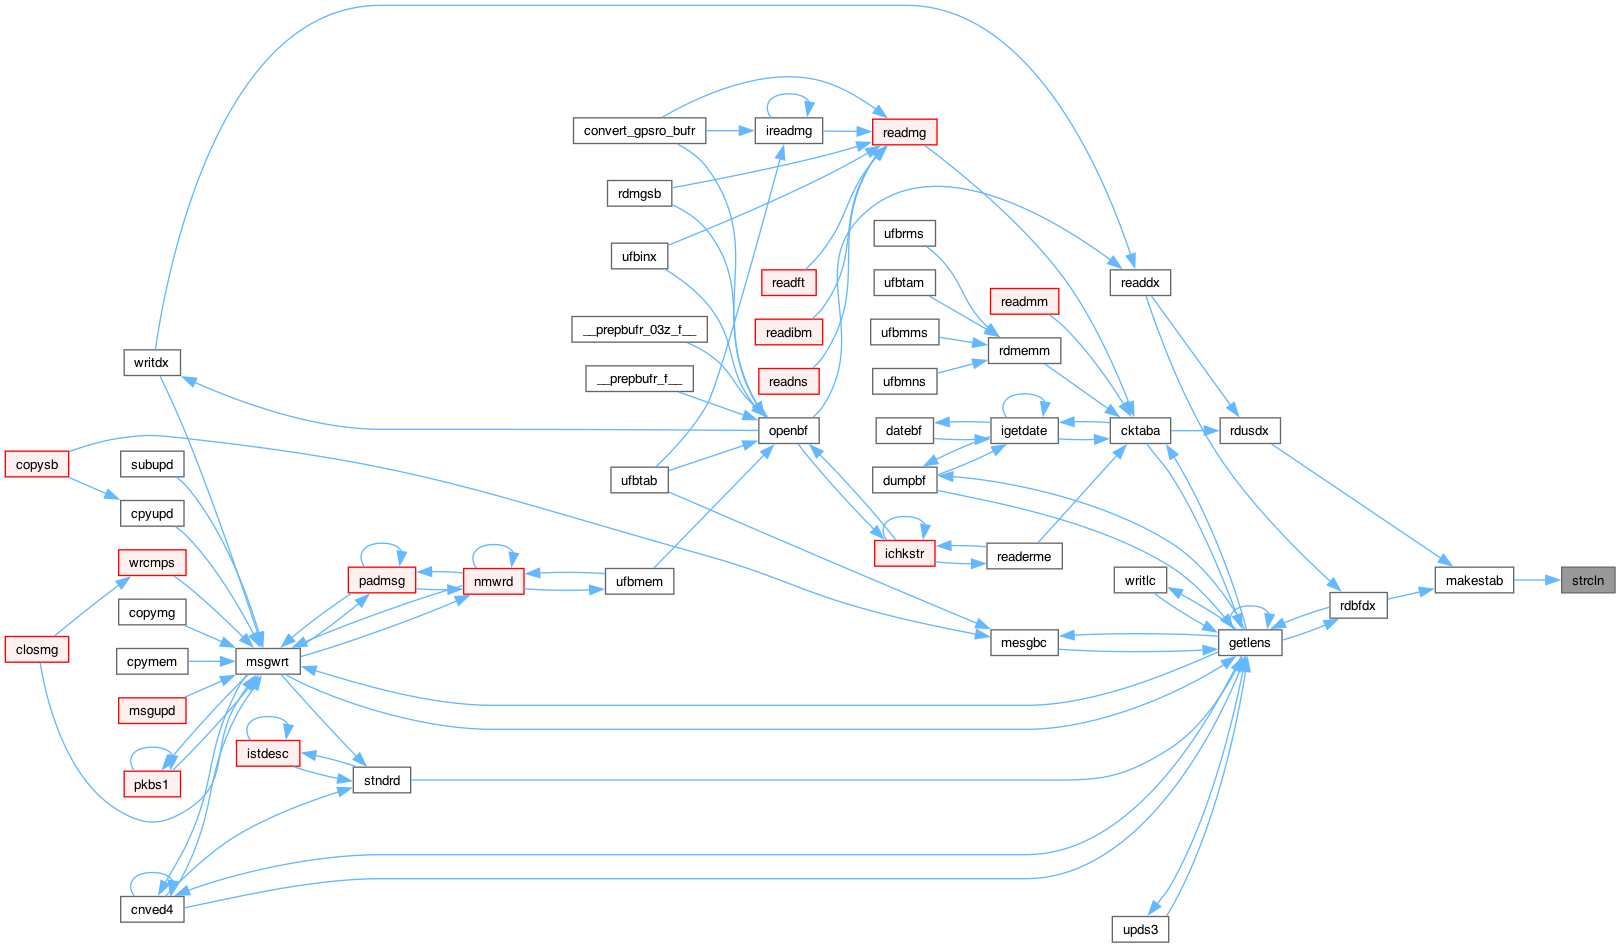 convert_gpsro_bufr
ireadmg
readmg
rdmgsb
ufbrms
ufbinx
readft
ufbtam
readmm
readdx
__prepbufr_03z_f__
readibm
ufbmms
rdmemm
writdx
__prepbufr_f__
readns
ufbmns
openbf
datebf
igetdate
cktaba
rdusdx
copysb
subupd
ufbtab
dumpbf
cpyupd
ichkstr
readerme
wrcmps
padmsg
nmwrd
ufbmem
writlc
makestab
strcln
rdbfdx
copymg
closmg
cpymem
msgwrt
mesgbc
getlens
msgupd
istdesc
pkbs1
stndrd
cnved4
upds3